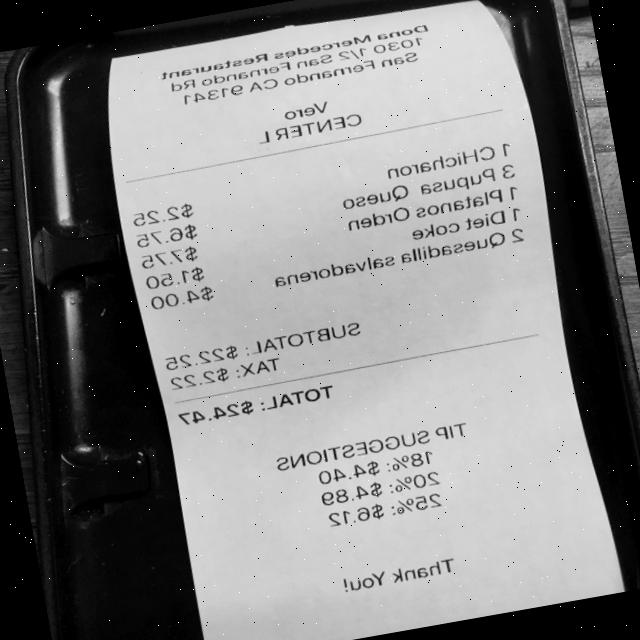 Dona Mercedes Restaurant
1030 1/2 San Fernando Rd
San Fernando CA 91341
Vero
CENTER L
1 CHicharon $2.25
3 Pupusa Queso $6.75
1 Platanos Orden $7.75
1 Diet coke $1.50
2 Quesadilla salvadorena $4.00
SUBTOTAL: $22.25
TAX: $2.22
TOTAL: $24.47
TIP SUGGESTIONS
18%: $4.40
20%: $4.89
25%: $6.12
Thank You!